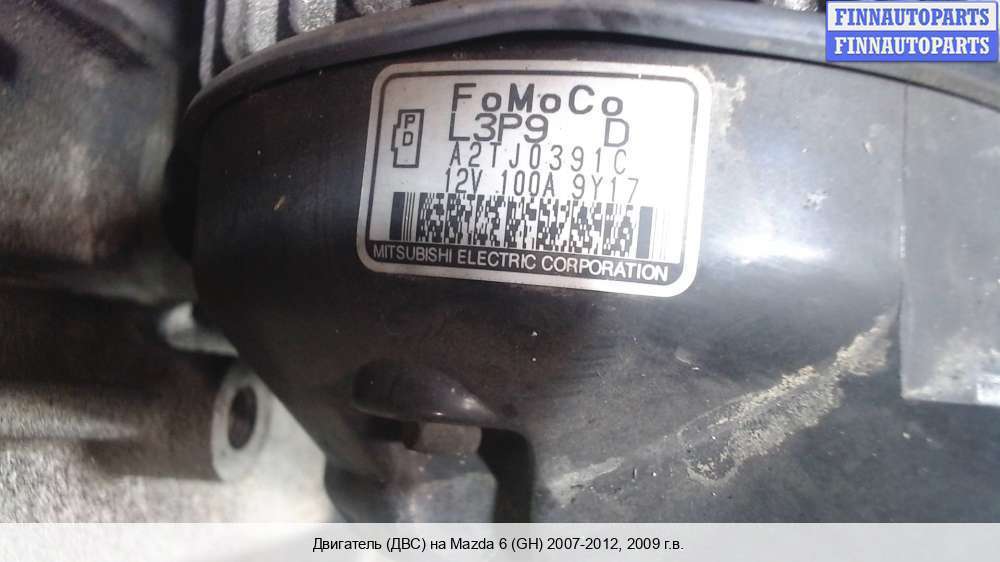 FINNAUTOPARTS
FINNAUTOPARTS
FoMoCo
PD
L3P9 D
A2TJ0391C
12V 100A 9Y17
MITSUBISHI ELECTRIC CORPORATION
Двигатель (ДВС) на Mazda 6 (GH) 2007-2012, 2009 г.в.